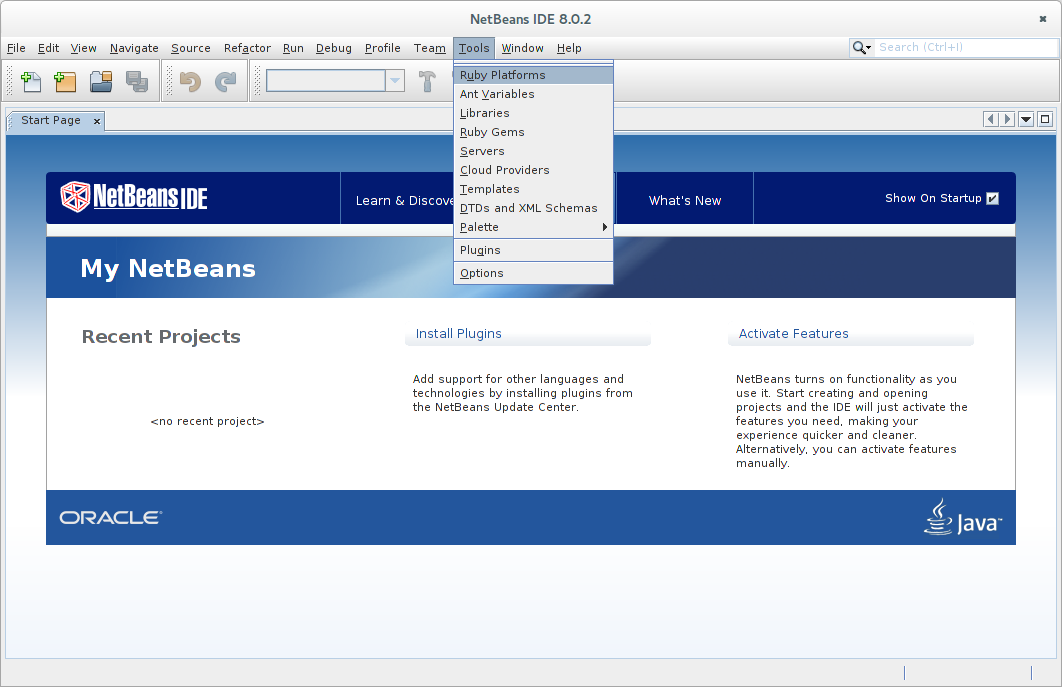 NetBeans IDE 8.0.2
File Edit View Navigate Source Refactor Run Debug Profile Team Tools Window Help
Search (Ctrl+I)
Ruby Platforms
Ant Variables
Libraries
Ruby Gems
Servers
Cloud Providers
Templates
DTDs and XML Schemas
Palette
Plugins
Options
Start Page
NetBeans IDE
Learn & Discove
What's New
Show On Startup
My NetBeans
Recent Projects
<no recent project>
Install Plugins
Add support for other languages and
technologies by installing plugins from
the NetBeans Update Center.
Activate Features
NetBeans turns on functionality as you
use it. Start creating and opening
projects and the IDE will just activate the
features you need, making your
experience quicker and cleaner.
Alternatively, you can activate features
manually.
ORACLE
Java™